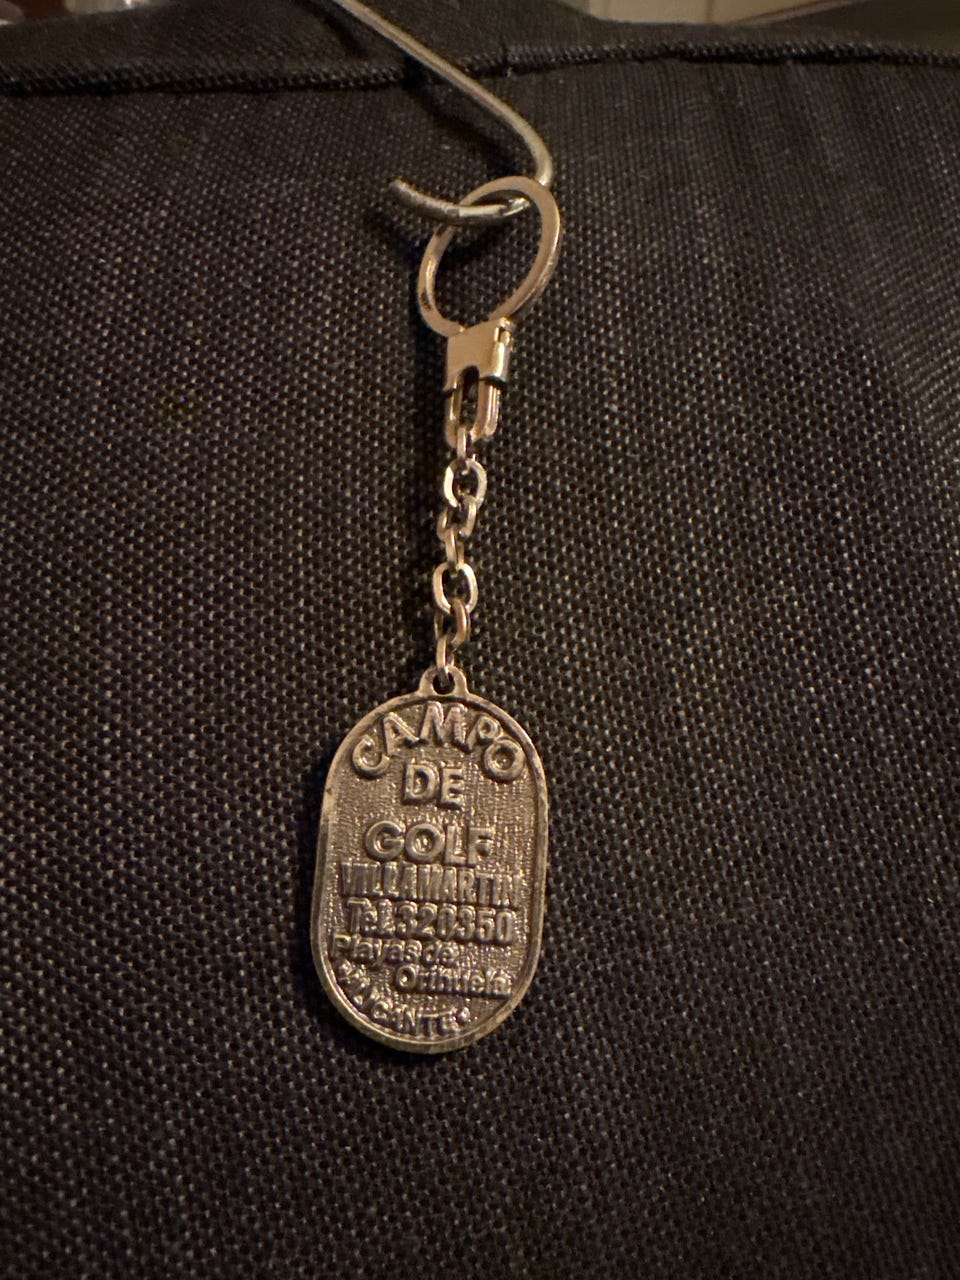 CAMPO
DE
GOLF
VILLAMARTIN
Tel.320350
Playas de
Orihuela
ALICANTE